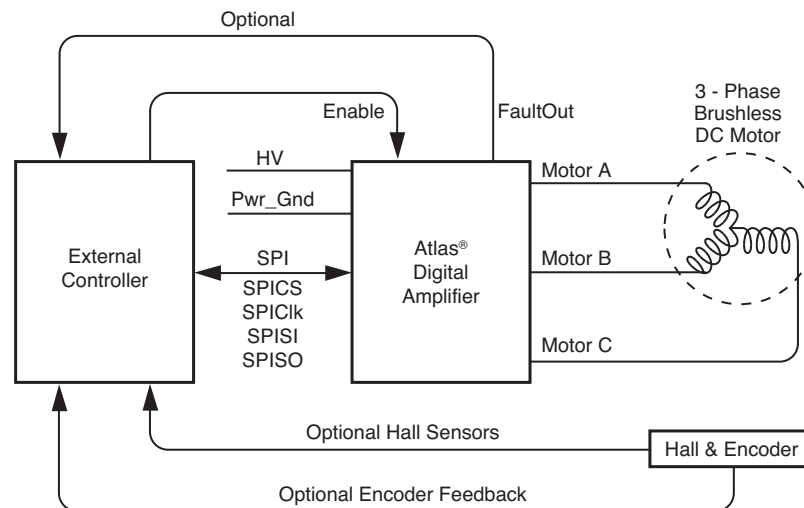 Optional
Enable
FaultOut
3 - Phase
Brushless
DC Motor
HV
Pwr_Gnd
Motor A
External
Controller
SPI
SPICS
SPIClk
SPISI
SPISO
Atlas®
Digital
Amplifier
Motor B
Motor C
Optional Hall Sensors
Hall & Encoder
Optional Encoder Feedback